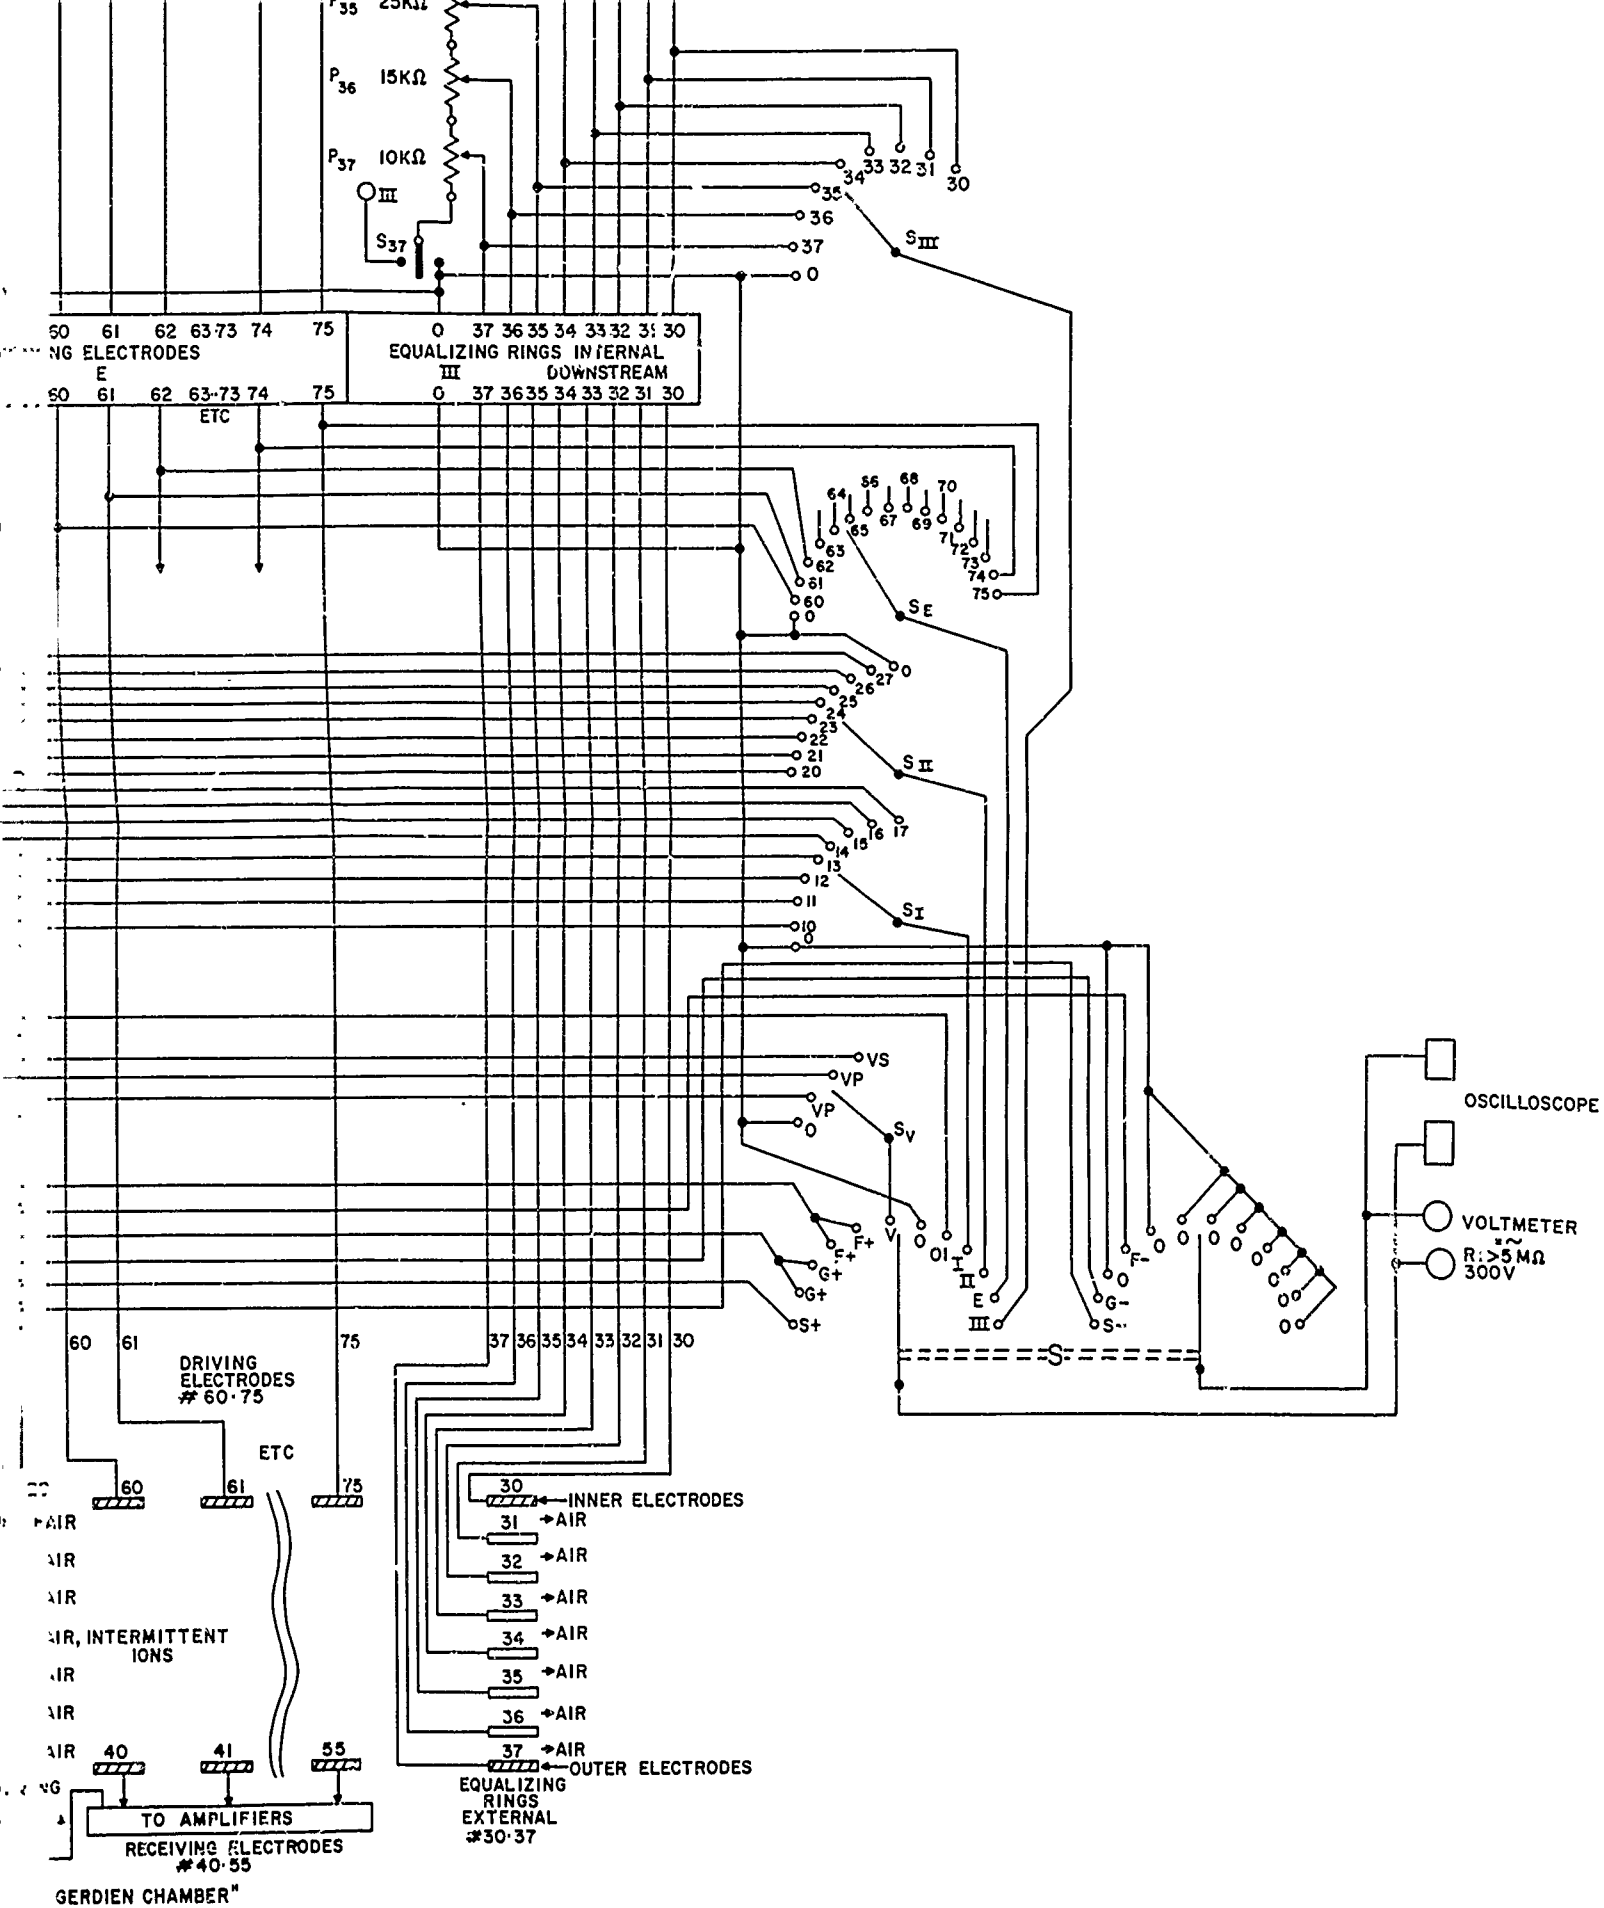 P35 25KΩ
P36 15KΩ
P37 10KΩ
III
S37
34 33 32 31 30
35
36
37
0
SIII
60 61 62 63·73 74 75 0 37 36 35 34 33 32 31 30
NG ELECTRODES
E
EQUALIZING RINGS INTERNAL
III DOWNSTREAM
60 61 62 63··73 74 75 0 37 36 35 34 33 32 31 30
ETC
64 66 68 70
63 65 67 69 71 72 73
62 74
61 75
60
0
SE
0
27
26
25
24
23
22
21
20
SII
17
16
15
14
13
12
11
10
0
SI
VS
VP
VP
0
SV
OSCILLOSCOPE
VOLTMETER
=~
R:>5MΩ
300V
F+
F+
G+
G+
S+
V 0 01 I II E III
S-
G-
0
F-
0 0 0 0 0 0 0 0
S
60 61 75 37 36 35 34 33 32 31 30
DRIVING
ELECTRODES
# 60·75
ETC
60 61 75
30 INNER ELECTRODES
31 AIR
32 AIR
33 AIR
34 AIR
35 AIR
36 AIR
37 AIR
OUTER ELECTRODES
EQUALIZING
RINGS
EXTERNAL
#30·37
AIR
AIR
AIR
AIR, INTERMITTENT
IONS
AIR
AIR
AIR
40 41 55
NG
TO AMPLIFIERS
RECEIVING ELECTRODES
#40·55
GERDIEN CHAMBER"